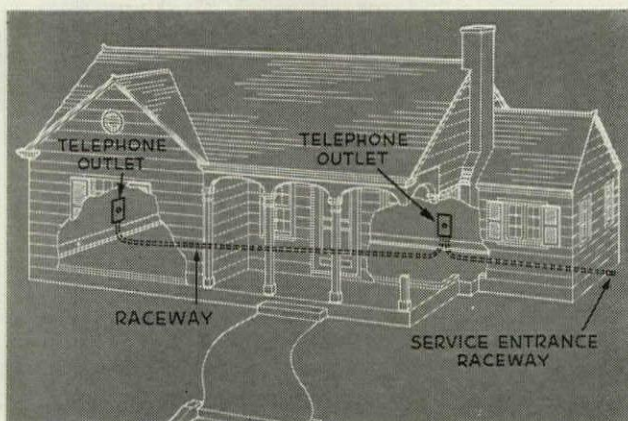 TELEPHONE
OUTLET
TELEPHONE
OUTLET
RACEWAY
SERVICE ENTRANCE
RACEWAY